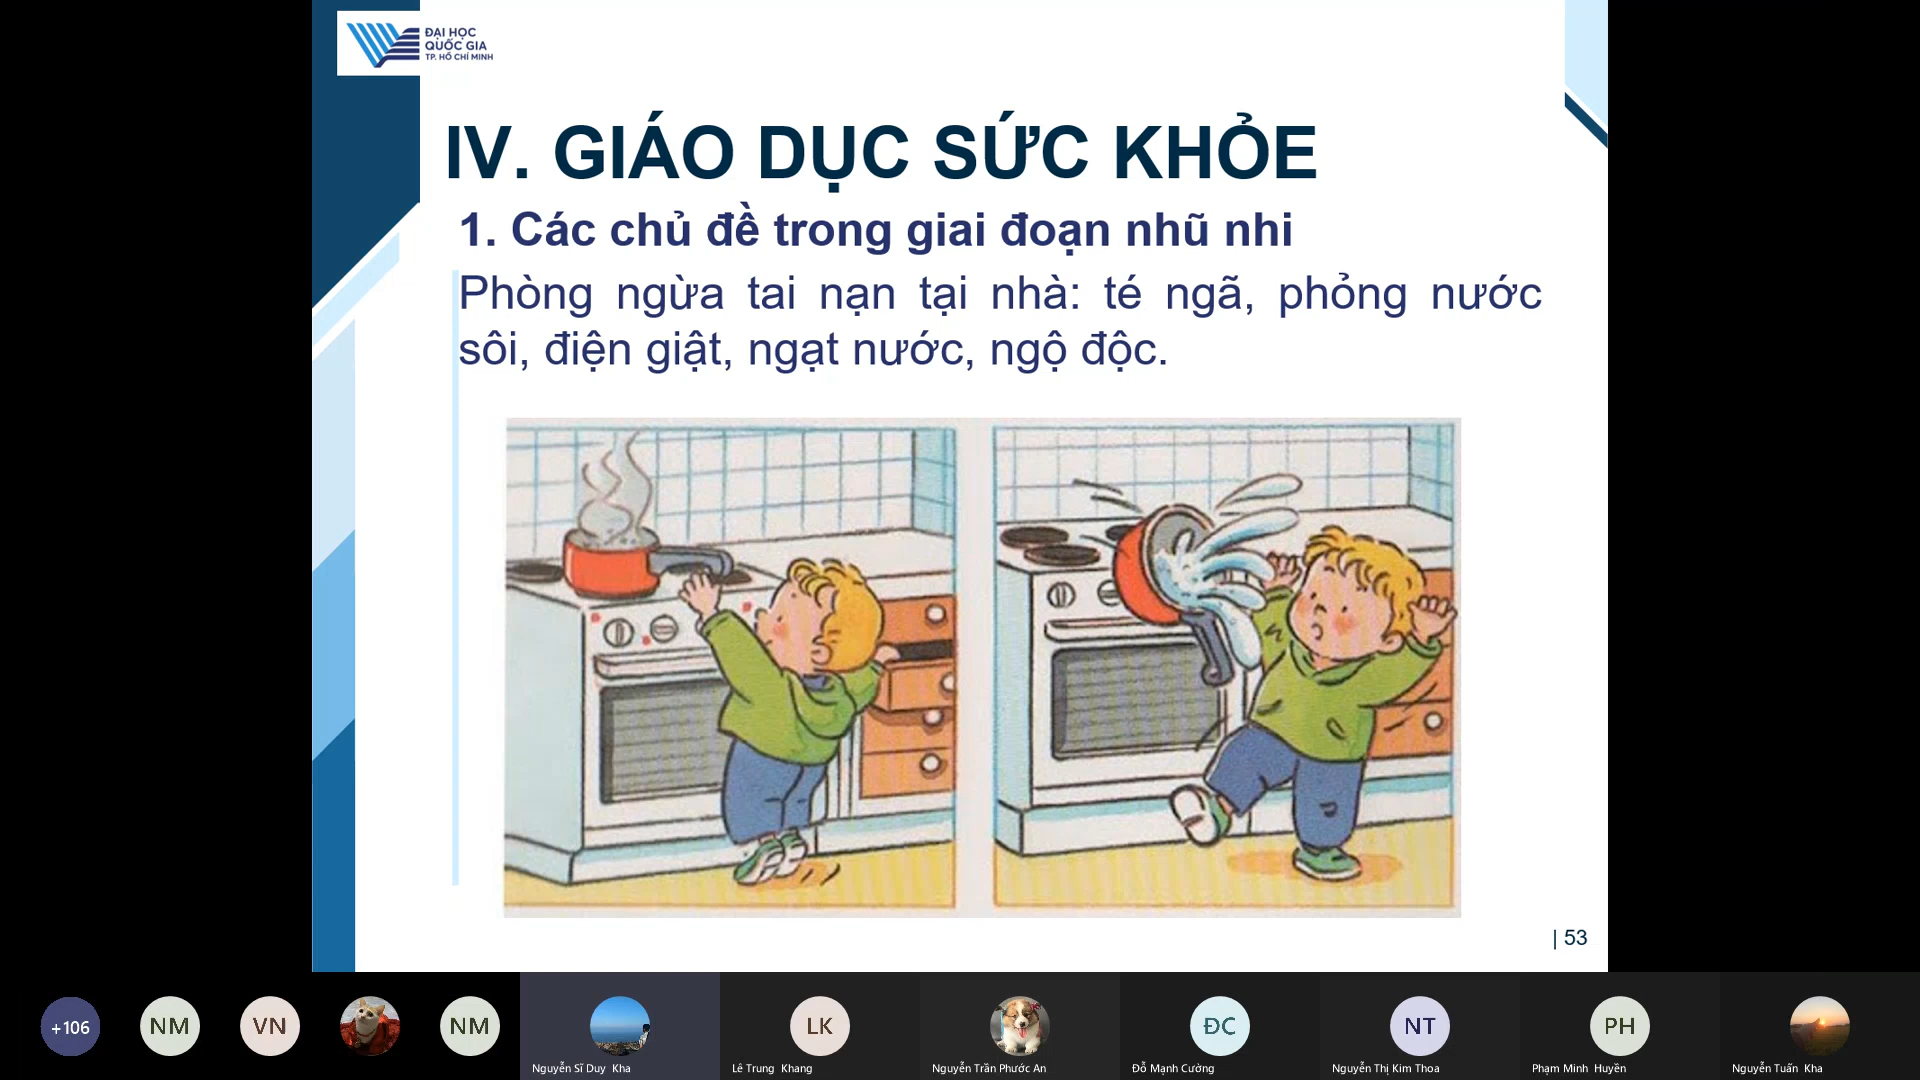 ĐẠI HỌC
QUỐC GIA
TP. HỒ CHÍ MINH
IV. GIÁO DỤC SỨC KHỎE
1. Các chủ đề trong giai đoạn nhũ nhi
Phòng ngừa tai nạn tại nhà: té ngã, phỏng nước
sôi, điện giật, ngạt nước, ngộ độc.
| 53
+106
NM
VN
NM
LK
ĐC
NT
PH
Nguyễn Sĩ Duy Kha
Lê Trung Khang
Nguyễn Trần Phước An
Đỗ Mạnh Cường
Nguyễn Thị Kim Thoa
Phạm Minh Huyền
Nguyễn Tuấn Kha